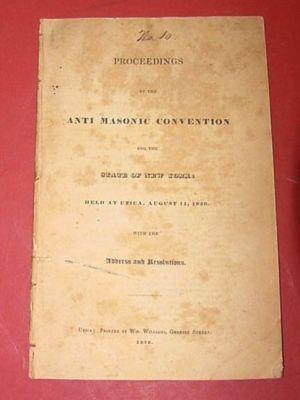 No. 10
PROCEEDINGS
OF THE
ANTI MASONIC CONVENTION
FOR THE
STATE OF NEW YORK:
HELD AT UTICA, AUGUST 11, 1830.
WITH THE
Address and Resolutions.
UTICA: PRINTED BY WM. WILLIAMS, GENESEE STREET.
1830.